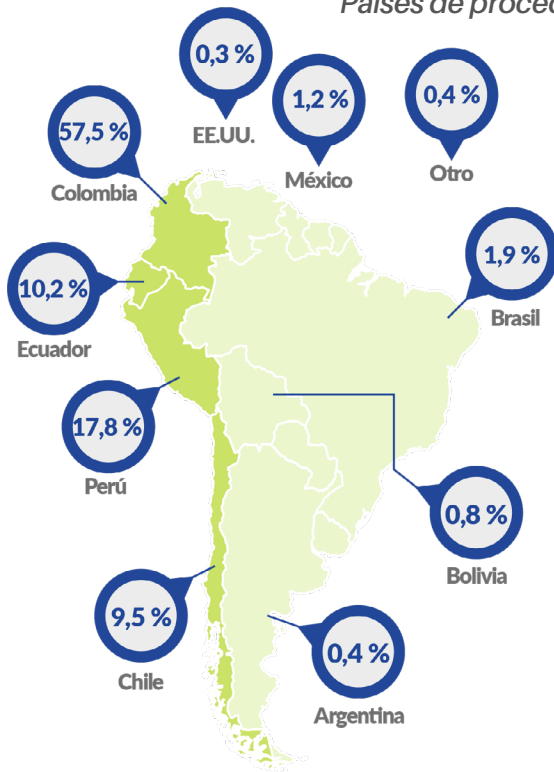 Países de proced
0,3 %
EE.UU.
1,2 %
México
0,4 %
Otro
57,5 %
Colombia
1,9 %
Brasil
10,2 %
Ecuador
17,8 %
Perú
0,8 %
Bolivia
9,5 %
Chile
0,4 %
Argentina